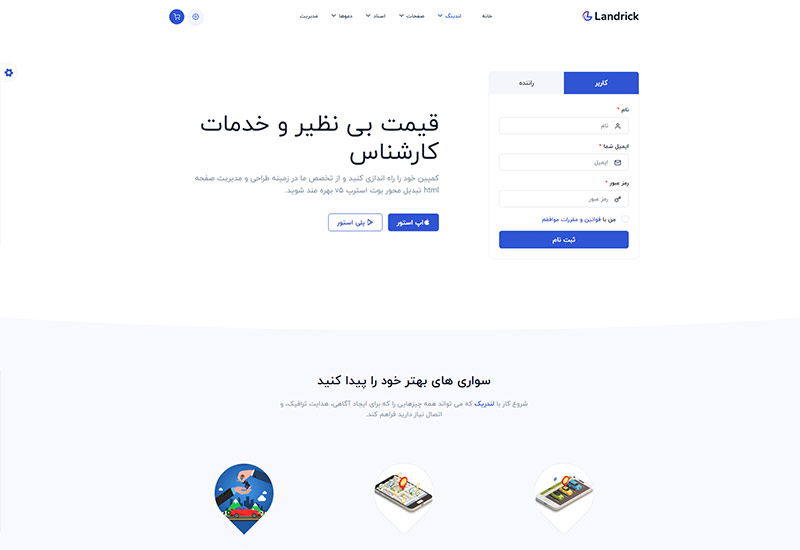 Landrick
خانه
لندینگ
صفحات
اسناد
دموها
مدیریت
کاربر
راننده
نام *
نام
ایمیل شما *
ایمیل
رمز عبور *
رمز عبور
من با قوانین و مقررات موافقم
ثبت نام
قیمت بی نظیر و خدمات
کارشناس
کمپین خود را راه اندازی کنید و از تخصص ما در زمینه طراحی و مدیریت صفحه
html تبدیل محور بوت استرپ v5 بهره مند شوید.
اپ استور
پلی استور
سواری های بهتر خود را پیدا کنید
شروع کار با لندریک که می تواند همه چیزهایی را که برای ایجاد آگاهی، هدایت ترافیک، و
اتصال نیاز دارید فراهم کند.